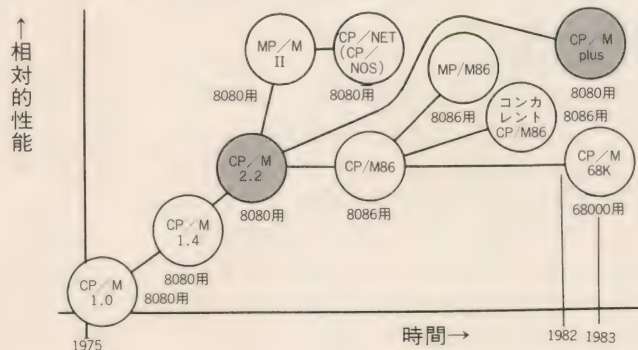 ↑相対的性能
MP/M
II
8080用
CP/NET
(CP/
NOS)
8080用
CP/M
plus
8080用
MP/M86
8086用
コンカ
レント
CP/M86
8086用
CP/M
2.2
8080用
CP/M86
8086用
CP/M
68K
68000用
CP/M
1.4
8080用
CP/M
1.0
8080用
1975
時間→
1982
1983